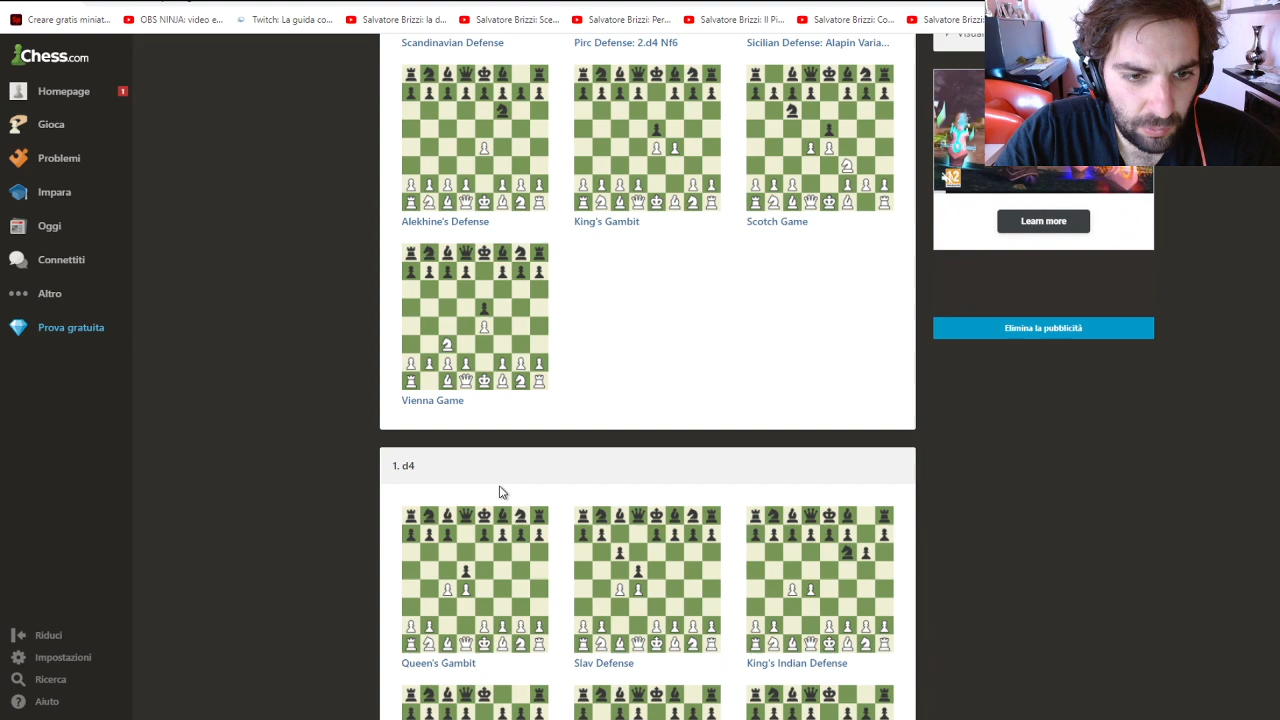 Creare gratis miniat...
OBS NINJA: video e...
Twitch: La guida co...
Salvatore Brizzi: la d...
Salvatore Brizzi: Sce...
Salvatore Brizzi: Per...
Salvatore Brizzi: Il Pi...
Salvatore Brizzi: Co...
Salvatore Brizzi:
Chess.com
Homepage 1
Gioca
Problemi
Impara
Oggi
Connettiti
Altro
Prova gratuita
Riduci
Impostazioni
Ricerca
Aiuto
Scandinavian Defense
Pirc Defense: 2.d4 Nf6
Sicilian Defense: Alapin Varia...
Alekhine's Defense
King's Gambit
Scotch Game
Vienna Game
1. d4
Queen's Gambit
Slav Defense
King's Indian Defense
12
Learn more
Elimina la pubblicità